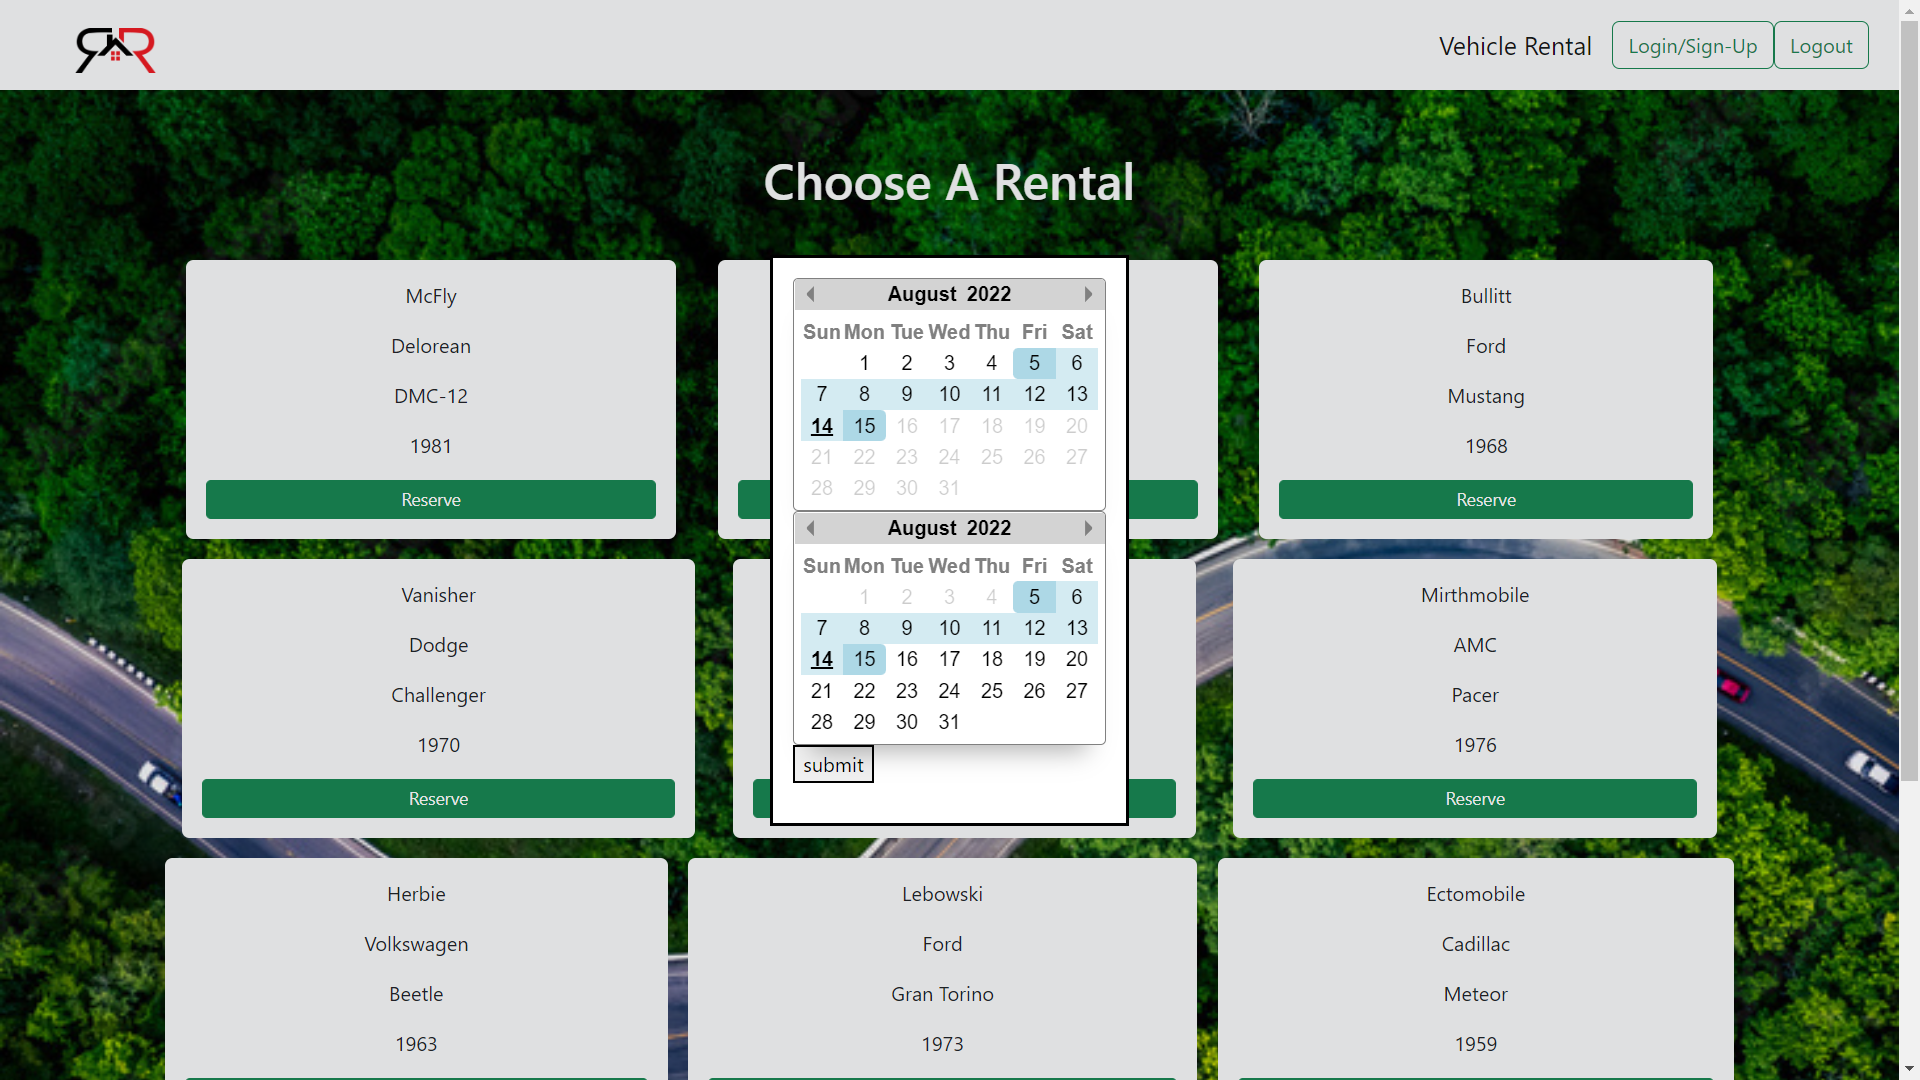 Vehicle Rental
Login/Sign-Up
Logout
Choose A Rental
McFly
Delorean
DMC-12
1981
Reserve
August 2022
Sun Mon Tue Wed Thu Fri Sat
1 2 3 4 5 6
7 8 9 10 11 12 13
14 15 16 17 18 19 20
21 22 23 24 25 26 27
28 29 30 31
August 2022
Sun Mon Tue Wed Thu Fri Sat
1 2 3 4 5 6
7 8 9 10 11 12 13
14 15 16 17 18 19 20
21 22 23 24 25 26 27
28 29 30 31
submit
Bullitt
Ford
Mustang
1968
Reserve
Vanisher
Dodge
Challenger
1970
Reserve
Mirthmobile
AMC
Pacer
1976
Reserve
Herbie
Volkswagen
Beetle
1963
Lebowski
Ford
Gran Torino
1973
Ectomobile
Cadillac
Meteor
1959